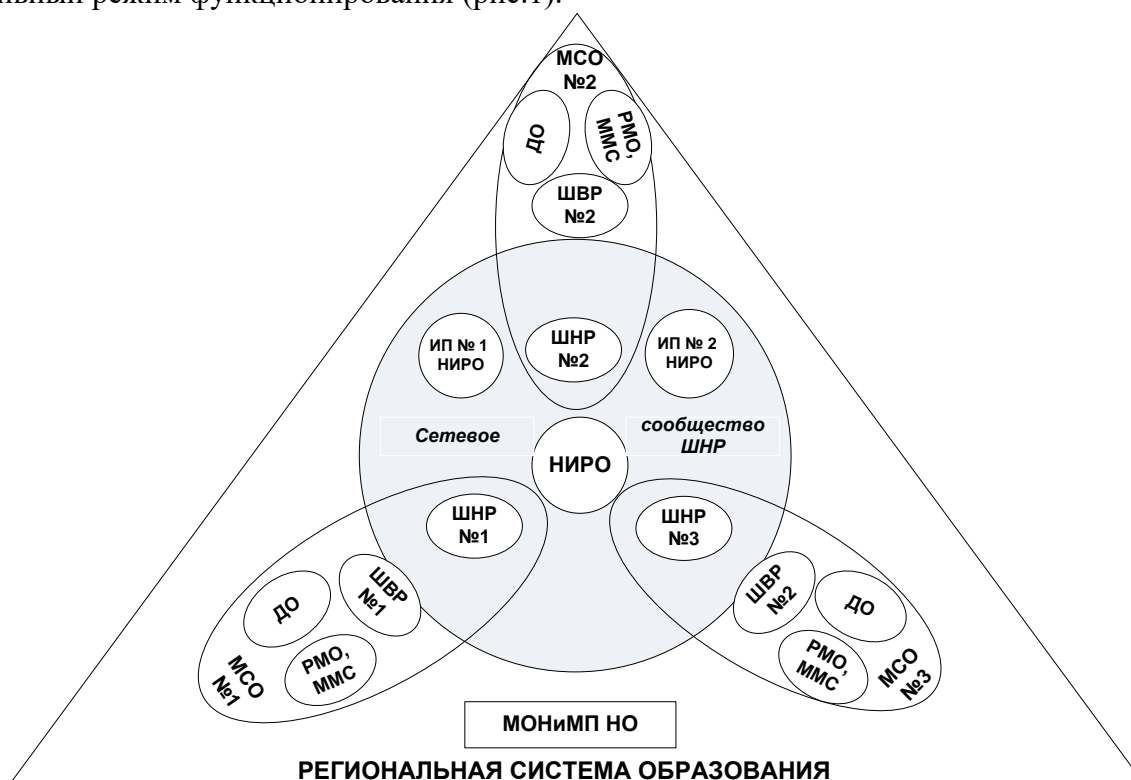 льный режим функционирования (рис.1).
МСО
№2
ДО
РМО,
ММС
ШВР
№2
ИП № 1
НИРО
ШНР
№2
ИП № 2
НИРО
Сетевое
сообщество
ШНР
НИРО
ШНР
№1
ШНР
№3
ДО
ШВР
№1
РМО,
ММС
МСО
№1
ШВР
№2
ДО
РМО,
ММС
МСО
№3
МОНиМП НО
РЕГИОНАЛЬНАЯ СИСТЕМА ОБРАЗОВАНИЯ